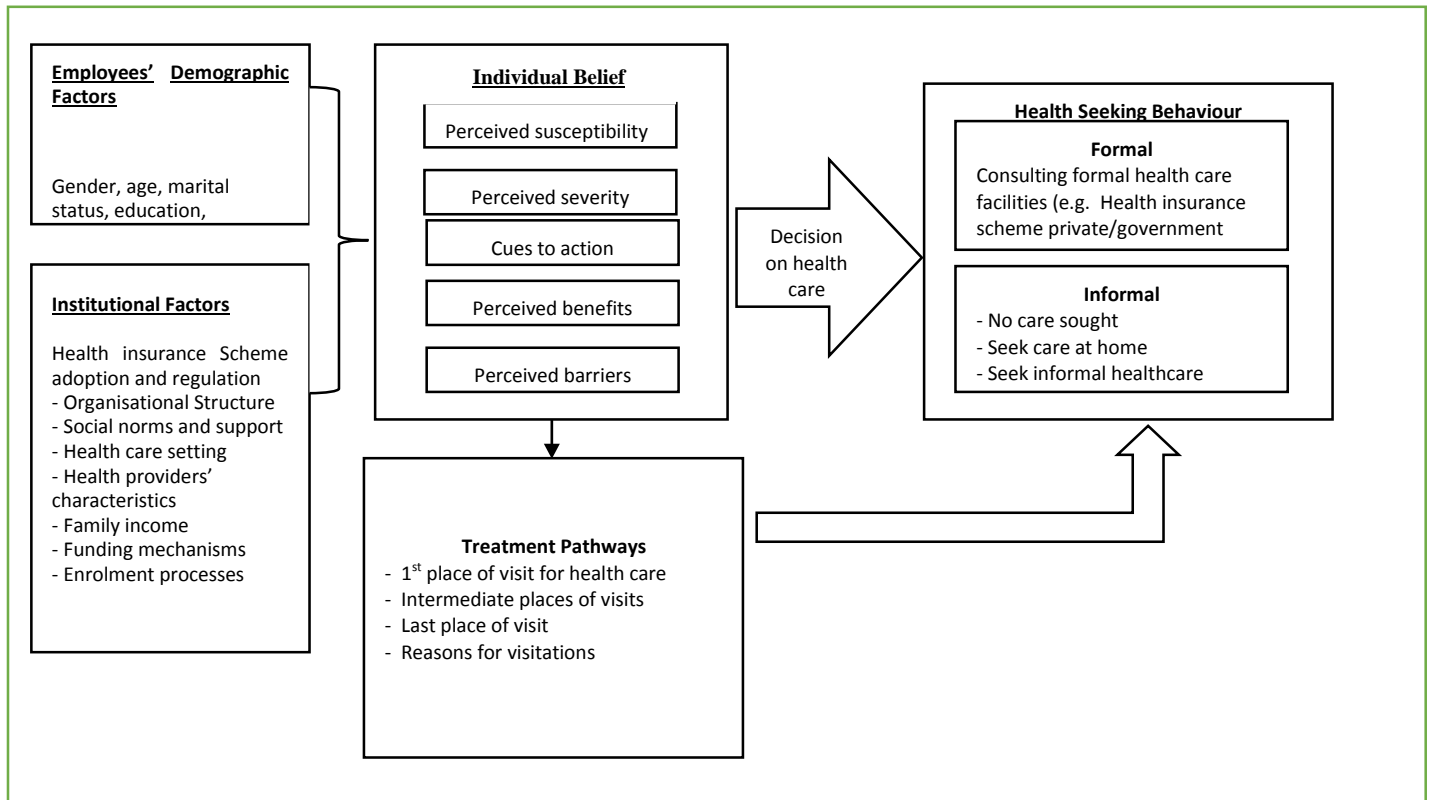 Employees' Demographic
Factors
Gender, age, marital
status, education,
Institutional Factors
Health insurance Scheme
adoption and regulation
- Organisational Structure
- Social norms and support
- Health care setting
- Health providers'
characteristics
- Family income
- Funding mechanisms
- Enrolment processes
Individual Belief
Perceived susceptibility
Perceived severity
Cues to action
Perceived benefits
Perceived barriers
Treatment Pathways
- 1st place of visit for health care
- Intermediate places of visits
- Last place of visit
- Reasons for visitations
Decision
on health
care
Health Seeking Behaviour
Formal
Consulting formal health care
facilities (e.g. Health insurance
scheme private/government
Informal
- No care sought
- Seek care at home
- Seek informal healthcare